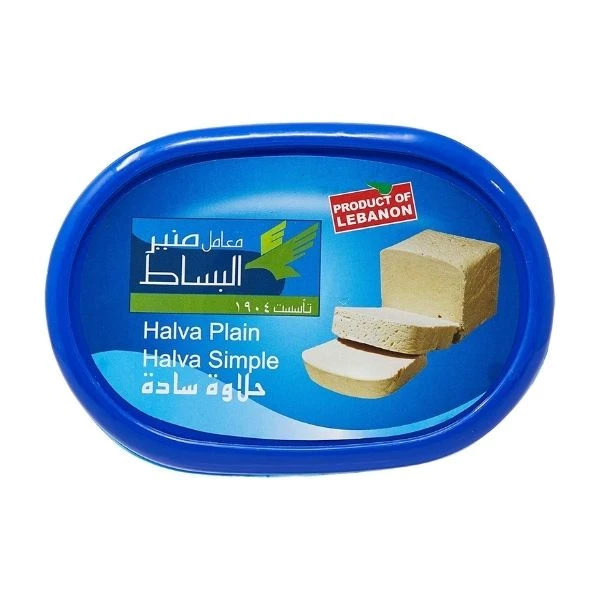 PRODUCT OF
LEBANON
معامل منير
البساط
تأسست ١٩٠٤
Halva Plain
Halva Simple
حلاوة سادة